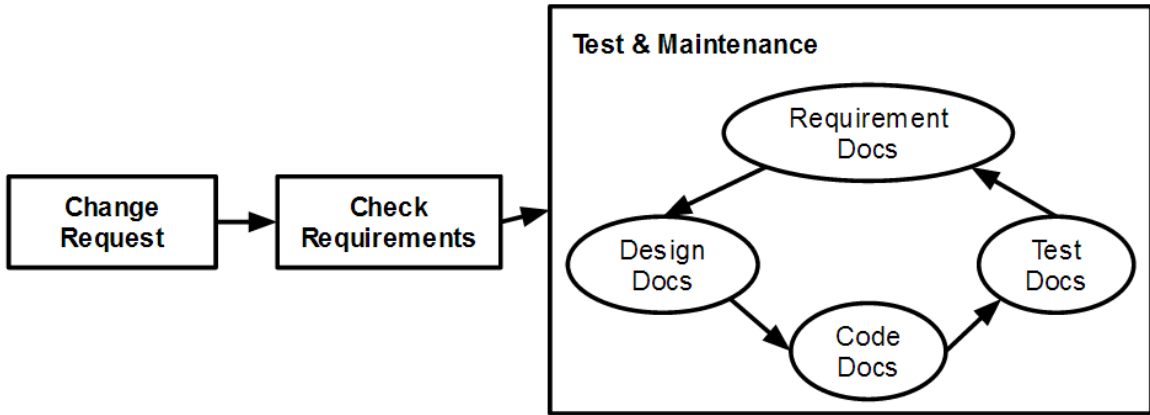 Test & Maintenance
Requirement
Docs
Change
Request
Check
Requirements
Design
Docs
Test
Docs
Code
Docs